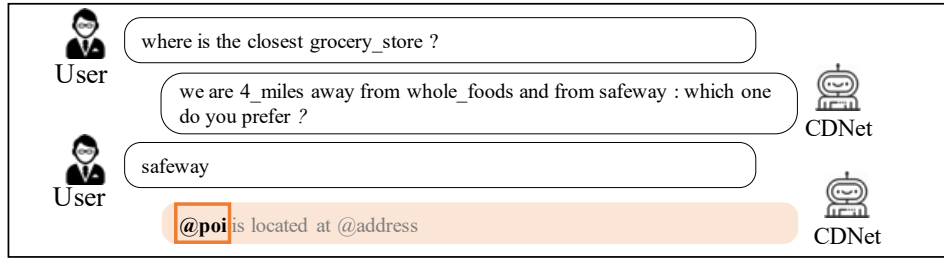 where is the closest grocery_store ?
User
we are 4_miles away from whole_foods and from safeway : which one
do you prefer ?
CDNet
safeway
User
@poi is located at @address
CDNet